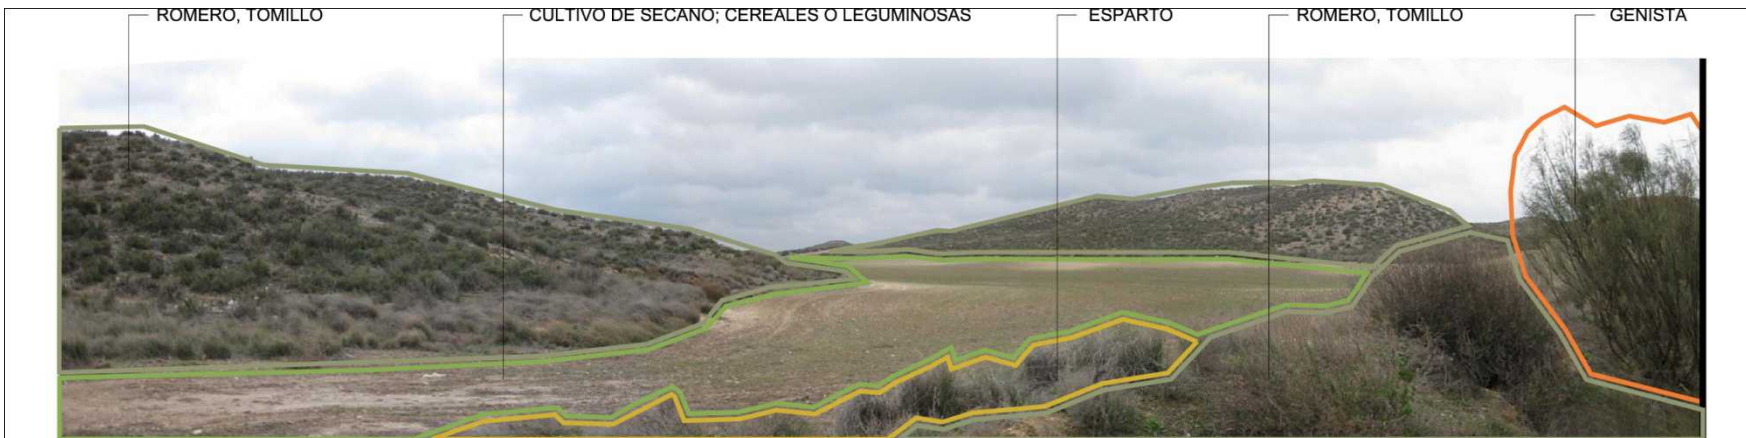 ROMERO, TOMILLO
CULTIVO DE SECANO; CEREALES O LEGUMINOSAS
ESPARTO
ROMERO, TOMILLO
GENISTA